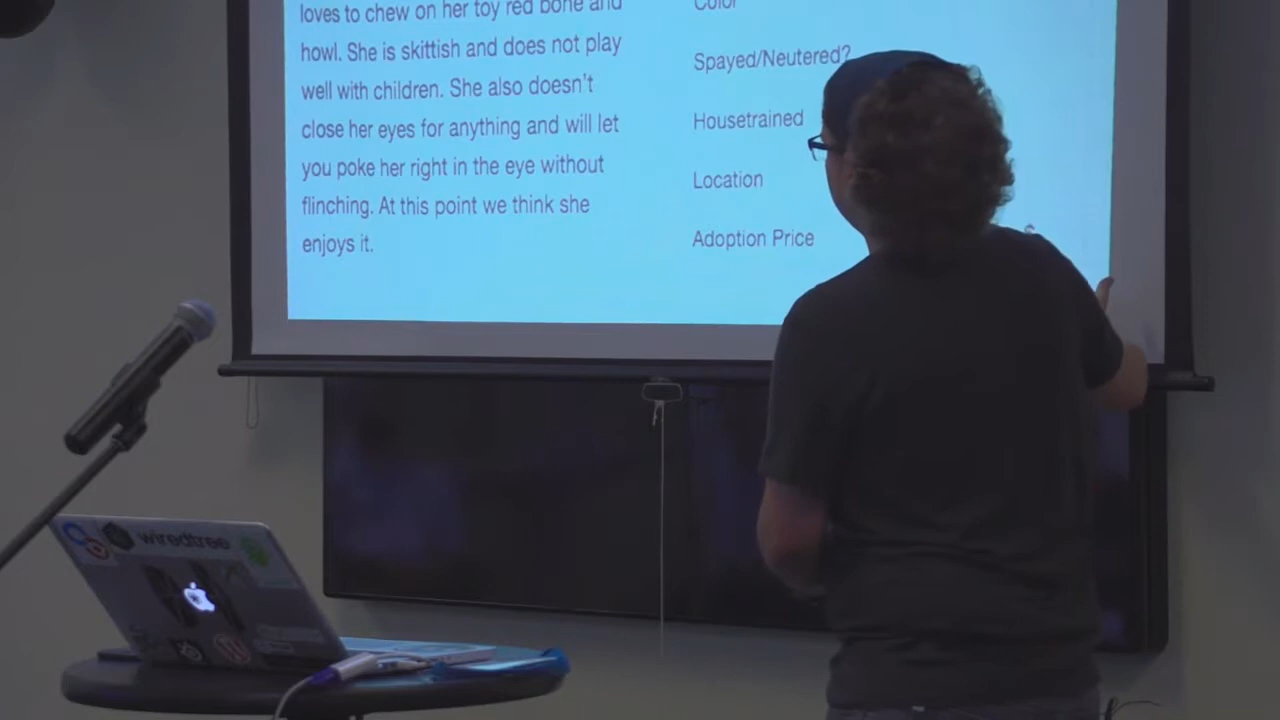 loves to chew on her toy red bone and
howl. She is skittish and does not play
well with children. She also doesn't
close her eyes for anything and will let
you poke her right in the eye without
flinching. At this point we think she
enjoys it.
Color
Spayed/Neutered?
Housetrained
Location
Adoption Price
$
wiredtree